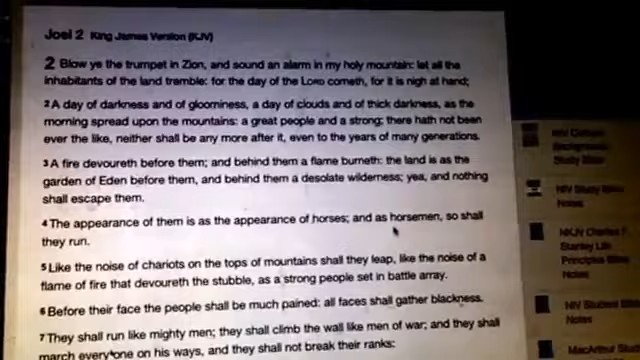 Joel 2 King James Version (KJV)
2 Blow ye the trumpet in Zion, and sound an alarm in my holy mountain: let all the
inhabitants of the land tremble: for the day of the LORD cometh, for it is nigh at hand;
2 A day of darkness and of gloominess, a day of clouds and of thick darkness, as the
morning spread upon the mountains: a great people and a strong; there hath not been
ever the like, neither shall be any more after it, even to the years of many generations.
3 A fire devoureth before them; and behind them a flame burneth: the land is as the
garden of Eden before them, and behind them a desolate wilderness; yea, and nothing
shall escape them.
4 The appearance of them is as the appearance of horses; and as horsemen, so shall
they run.
5 Like the noise of chariots on the tops of mountains shall they leap, like the noise of a
flame of fire that devoureth the stubble, as a strong people set in battle array.
6 Before their face the people shall be much pained: all faces shall gather blackness.
7 They shall run like mighty men; they shall climb the wall like men of war; and they shall
march every one on his ways, and they shall not break their ranks:
Background
Study Bible
NIV Study Bible
Notes
NKJV Charles F.
Stanley Life
Principles Bible
Notes
NIV Student Bible
Notes
MacArthur Study